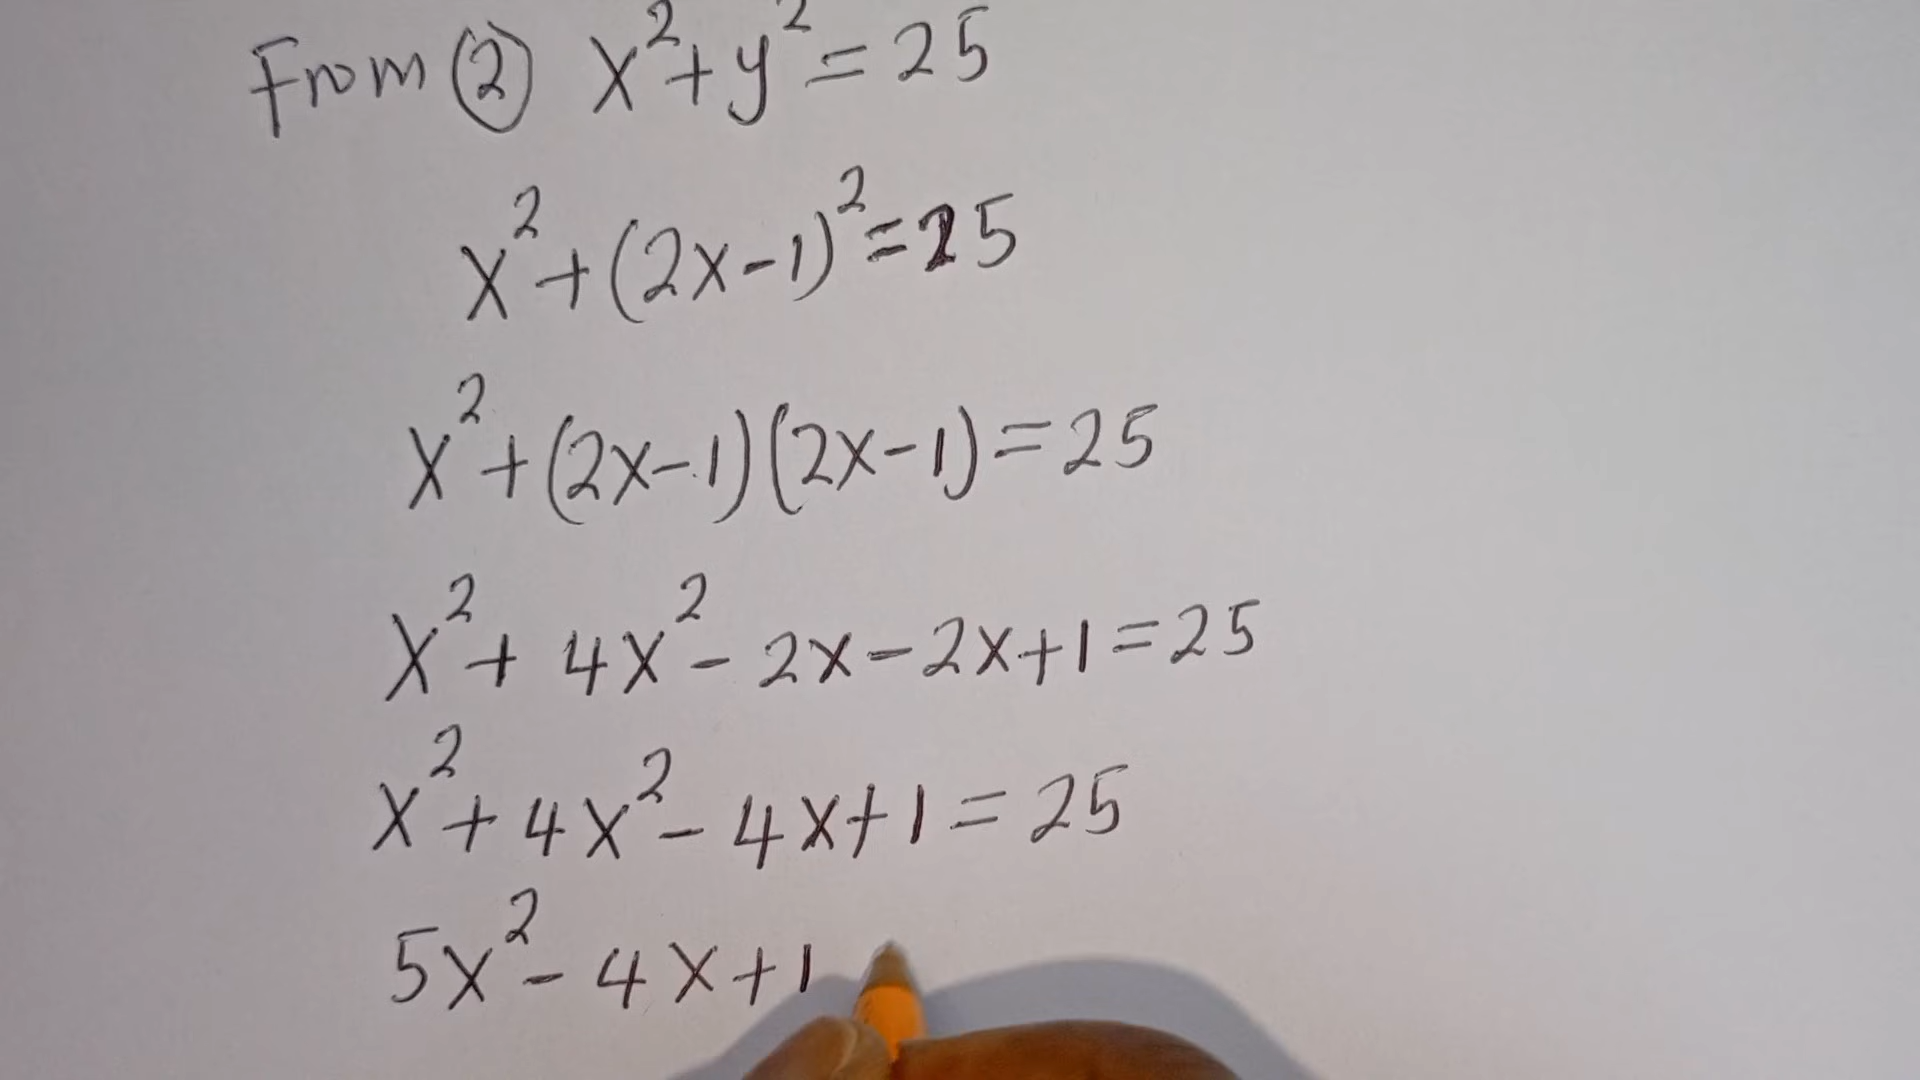 From ② x²+y²=25
x²+(2x-1)²=25
x²+(2x-1)(2x-1)=25
x²+4x²-2x-2x+1=25
x²+4x²-4x+1=25
5x²-4x+1